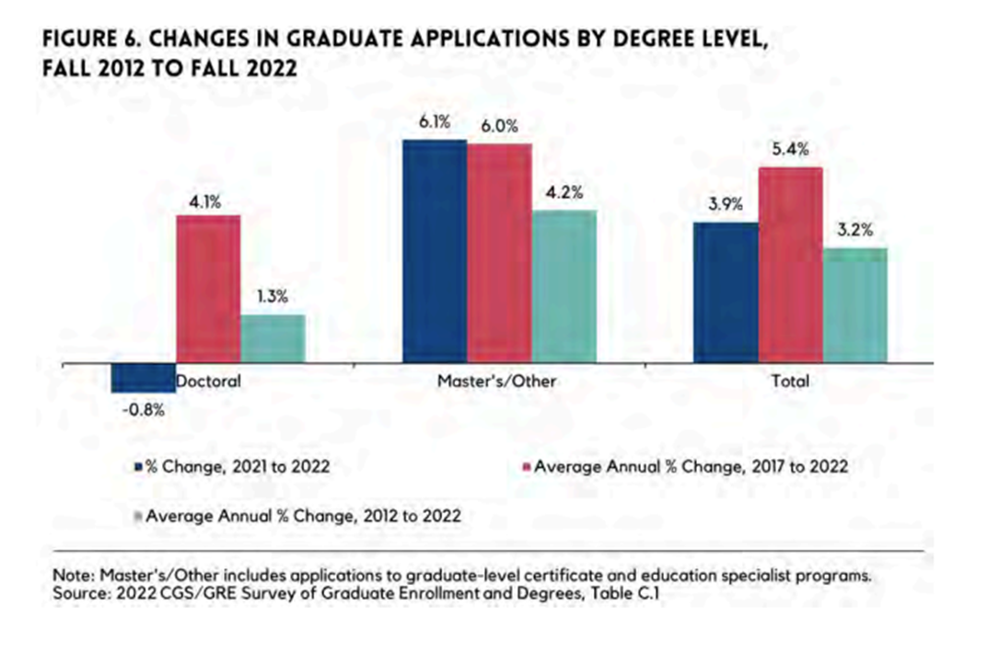 FIGURE 6. CHANGES IN GRADUATE APPLICATIONS BY DEGREE LEVEL,
FALL 2012 TO FALL 2022
6.1%
6.0%
5.4%
4.1%
4.2%
3.9%
3.2%
1.3%
Doctoral
Master's/Other
Total
-0.8%
% Change, 2021 to 2022
Average Annual % Change, 2017 to 2022
Average Annual % Change, 2012 to 2022
Note: Master's/Other includes applications to graduate-level certificate and education specialist programs.
Source: 2022 CGS/GRE Survey of Graduate Enrollment and Degrees, Table C.1